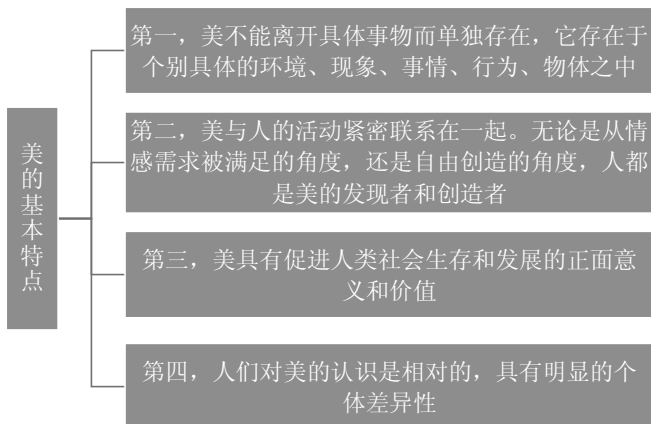 美的基本特点
第一，美不能离开具体事物而单独存在，它存在于
个别具体的环境、现象、事情、行为、物体之中
第二，美与人的活动紧密联系在一起。无论是从情
感需求被满足的角度，还是自由创造的角度，人都
是美的发现者和创造者
第三，美具有促进人类社会生存和发展的正面意
义和价值
第四，人们对美的认识是相对的，具有明显的个
体差异性